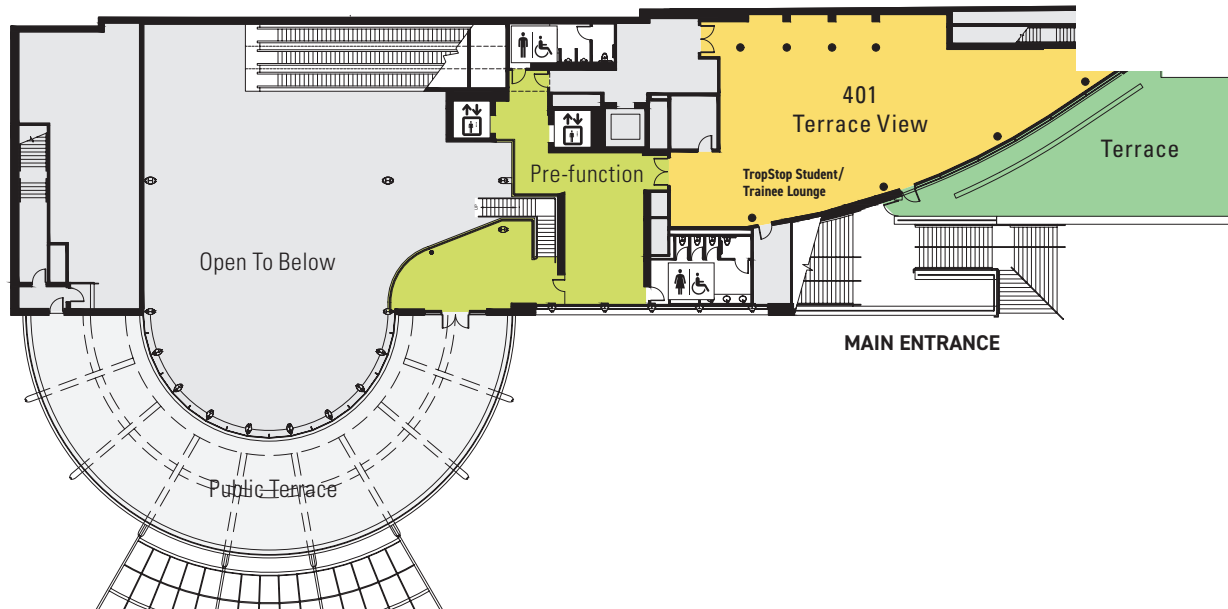 401
Terrace View
Terrace
Pre-function
TropStop Student/
Trainee Lounge
Open To Below
MAIN ENTRANCE
Public Terrace